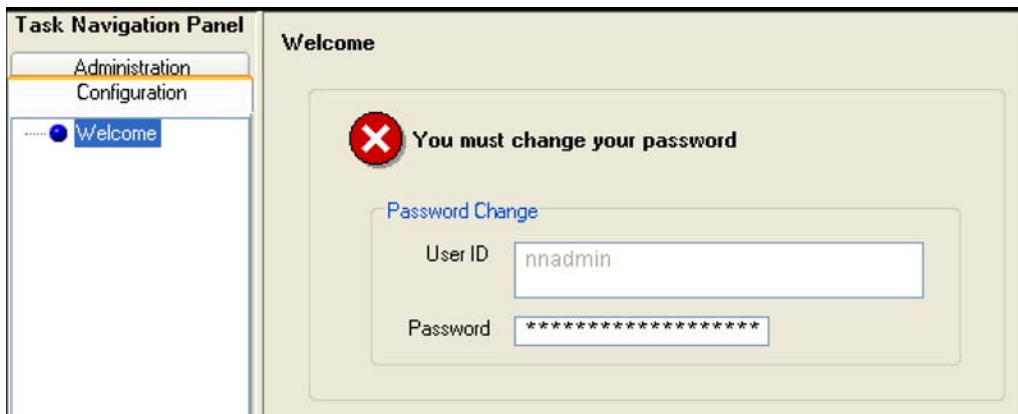 Task Navigation Panel
Administration
Configuration
Welcome
Welcome
You must change your password
Password Change
User ID
nnadmin
Password
*******************